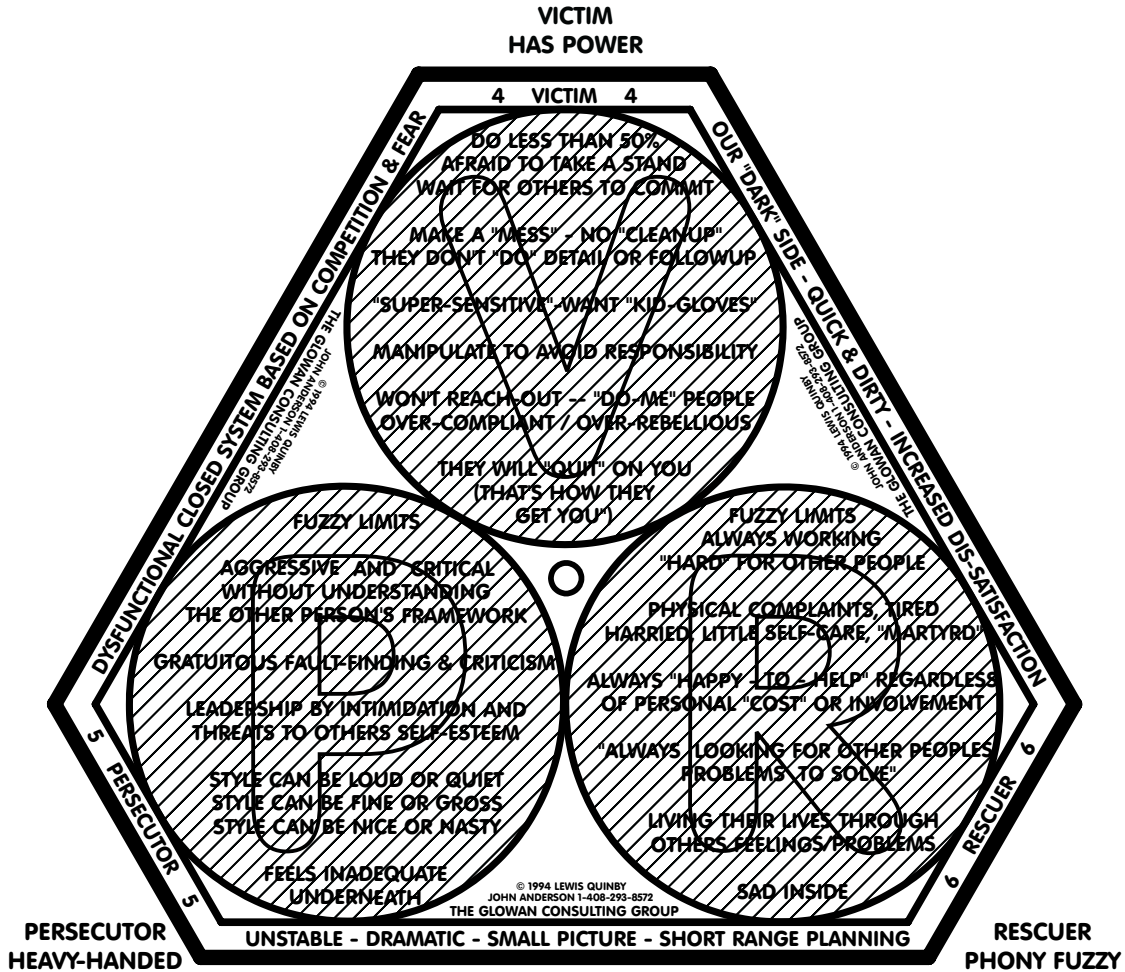 VICTIM
HAS POWER
4 VICTIM 4
DYSFUNCTIONAL CLOSED SYSTEM BASED ON COMPETITION & FEAR
OUR "DARK" SIDE - QUICK & DIRTY - INCREASED DIS-SATISFACTION
DO LESS THAN 50%
AFRAID TO TAKE A STAND
WAIT FOR OTHERS TO COMMIT
MAKE A "MESS" - NO "CLEANUP"
THEY DON'T "DO" DETAIL OR FOLLOWUP
"SUPER-SENSITIVE"-WANT "KID-GLOVES"
MANIPULATE TO AVOID RESPONSIBILITY
WON'T REACH-OUT -- "DO-ME" PEOPLE
OVER-COMPLIANT / OVER-REBELLIOUS
THEY WILL "QUIT" ON YOU
(THAT'S HOW THEY
GET YOU")
V
© 1994 LEWIS QUINBY
JOHN ANDERSON 1-408-293-8572
THE GLOWAN CONSULTING GROUP
© 1994 LEWIS QUINBY
JOHN ANDERSON 1-408-293-8572
THE GLOWAN CONSULTING GROUP
FUZZY LIMITS
AGGRESSIVE AND CRITICAL
WITHOUT UNDERSTANDING
THE OTHER PERSON'S FRAMEWORK
GRATUITOUS FAULT-FINDING & CRITICISM
LEADERSHIP BY INTIMIDATION AND
THREATS TO OTHERS SELF-ESTEEM
STYLE CAN BE LOUD OR QUIET
STYLE CAN BE FINE OR GROSS
STYLE CAN BE NICE OR NASTY
FEELS INADEQUATE
UNDERNEATH
P
FUZZY LIMITS
ALWAYS WORKING
"HARD" FOR OTHER PEOPLE
PHYSICAL COMPLAINTS, TIRED
HARRIED, LITTLE SELF-CARE, "MARTYRD"
ALWAYS "HAPPY - TO - HELP" REGARDLESS
OF PERSONAL "COST" OR INVOLVEMENT
"ALWAYS LOOKING FOR OTHER PEOPLES
PROBLEMS TO SOLVE"
LIVING THEIR LIVES THROUGH
OTHERS FEELINGS/PROBLEMS
SAD INSIDE
R
5 PERSECUTOR 5
6 RESCUER 6
© 1994 LEWIS QUINBY
JOHN ANDERSON 1-408-293-8572
THE GLOWAN CONSULTING GROUP
UNSTABLE - DRAMATIC - SMALL PICTURE - SHORT RANGE PLANNING
PERSECUTOR
HEAVY-HANDED
RESCUER
PHONY FUZZY